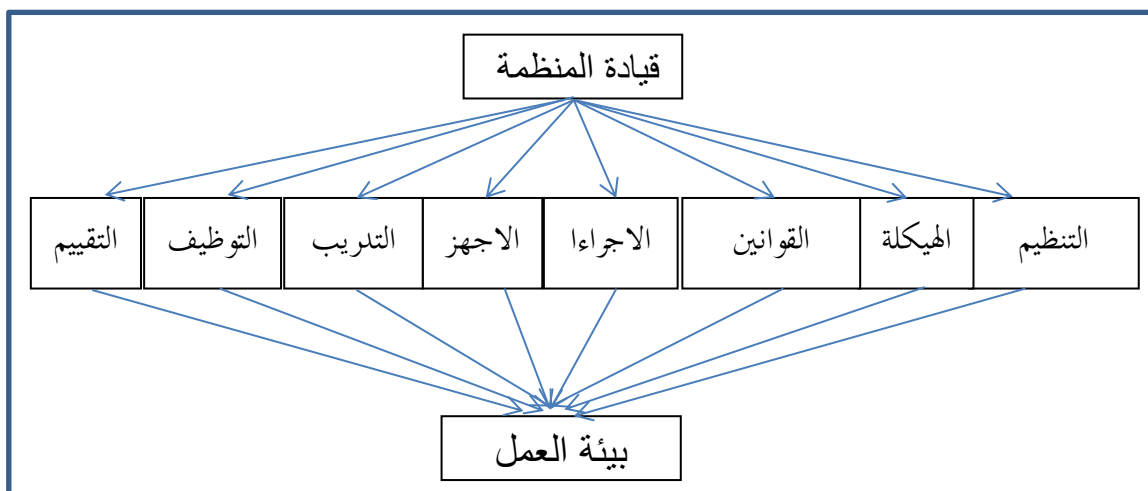 قيادة المنظمة
التنظيم
الهيكلة
القوانين
الاجراءا
الاجهز
التدريب
التوظيف
التقييم
بيئة العمل